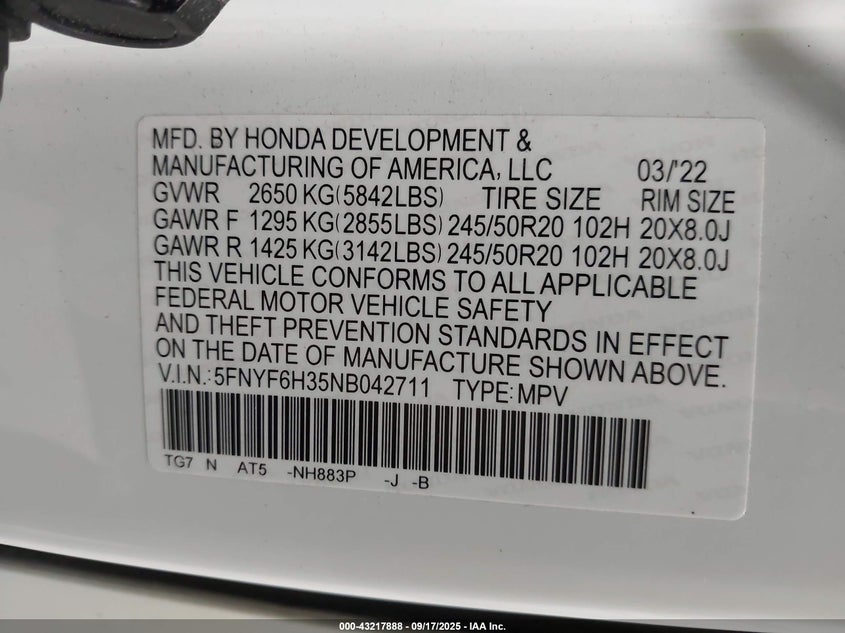 MFD. BY HONDA DEVELOPMENT &
MANUFACTURING OF AMERICA, LLC 03/'22
GVWR 2650 KG(5842LBS) TIRE SIZE RIM SIZE
GAWR F 1295 KG(2855LBS) 245/50R20 102H 20X8.0J
GAWR R 1425 KG(3142LBS) 245/50R20 102H 20X8.0J
THIS VEHICLE CONFORMS TO ALL APPLICABLE
FEDERAL MOTOR VEHICLE SAFETY
AND THEFT PREVENTION STANDARDS IN EFFECT
ON THE DATE OF MANUFACTURE SHOWN ABOVE.
V.I.N.:5FNYF6H35NB042711 TYPE:MPV
TG7 N AT5 -NH883P -J -B
000-43217888 - 09/17/2025 - IAA Inc.